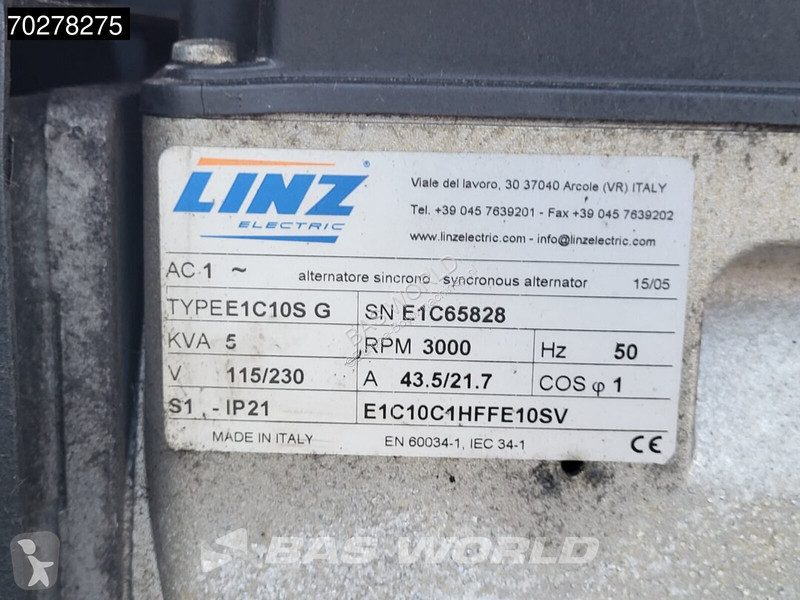 70278275
LINZ ®
ELECTRIC
Viale del lavoro, 30 37040 Arcole (VR) ITALY
Tel. +39 045 7639201 - Fax +39 045 7639202
www.linzelectric.com - info@linzelectric.com
AC 1 ~ alternatore sincrono synchronous alternator 15/05
TYPE E1C10S G SN E1C65828
KVA 5 RPM 3000 Hz 50
V 115/230 A 43.5/21.7 COS φ 1
S1 - IP21 E1C10C1HFFE10SV
MADE IN ITALY EN 60034-1, IEC 34-1 CE
BAS WORLD